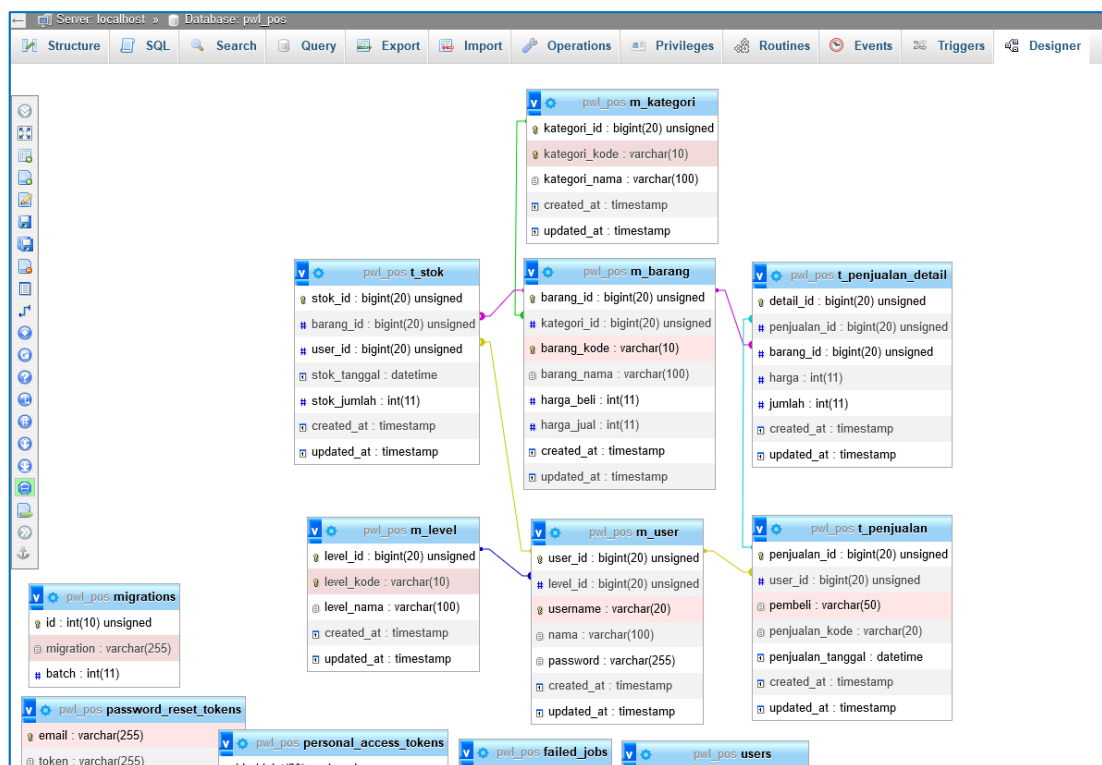 Server: localhost » Database: pwl_pos
Structure SQL Search Query Export Import Operations Privileges Routines Events Triggers Designer
pwl_pos m_kategori
kategori_id : bigint(20) unsigned
kategori_kode : varchar(10)
kategori_nama : varchar(100)
created_at : timestamp
updated_at : timestamp
pwl_pos t_stok
stok_id : bigint(20) unsigned
barang_id : bigint(20) unsigned
user_id : bigint(20) unsigned
stok_tanggal : datetime
stok_jumlah : int(11)
created_at : timestamp
updated_at : timestamp
pwl_pos m_barang
barang_id : bigint(20) unsigned
kategori_id : bigint(20) unsigned
barang_kode : varchar(10)
barang_nama : varchar(100)
harga_beli : int(11)
harga_jual : int(11)
created_at : timestamp
updated_at : timestamp
pwl_pos t_penjualan_detail
detail_id : bigint(20) unsigned
penjualan_id : bigint(20) unsigned
barang_id : bigint(20) unsigned
harga : int(11)
jumlah : int(11)
created_at : timestamp
updated_at : timestamp
pwl_pos m_level
level_id : bigint(20) unsigned
level_kode : varchar(10)
level_nama : varchar(100)
created_at : timestamp
updated_at : timestamp
pwl_pos m_user
user_id : bigint(20) unsigned
level_id : bigint(20) unsigned
username : varchar(20)
nama : varchar(100)
password : varchar(255)
created_at : timestamp
updated_at : timestamp
pwl_pos t_penjualan
penjualan_id : bigint(20) unsigned
user_id : bigint(20) unsigned
pembeli : varchar(50)
penjualan_kode : varchar(20)
penjualan_tanggal : datetime
created_at : timestamp
updated_at : timestamp
pwl_pos migrations
id : int(10) unsigned
migration : varchar(255)
batch : int(11)
pwl_pos password_reset_tokens
email : varchar(255)
token : varchar(255)
pwl_pos personal_access_tokens
pwl_pos failed_jobs
pwl_pos users